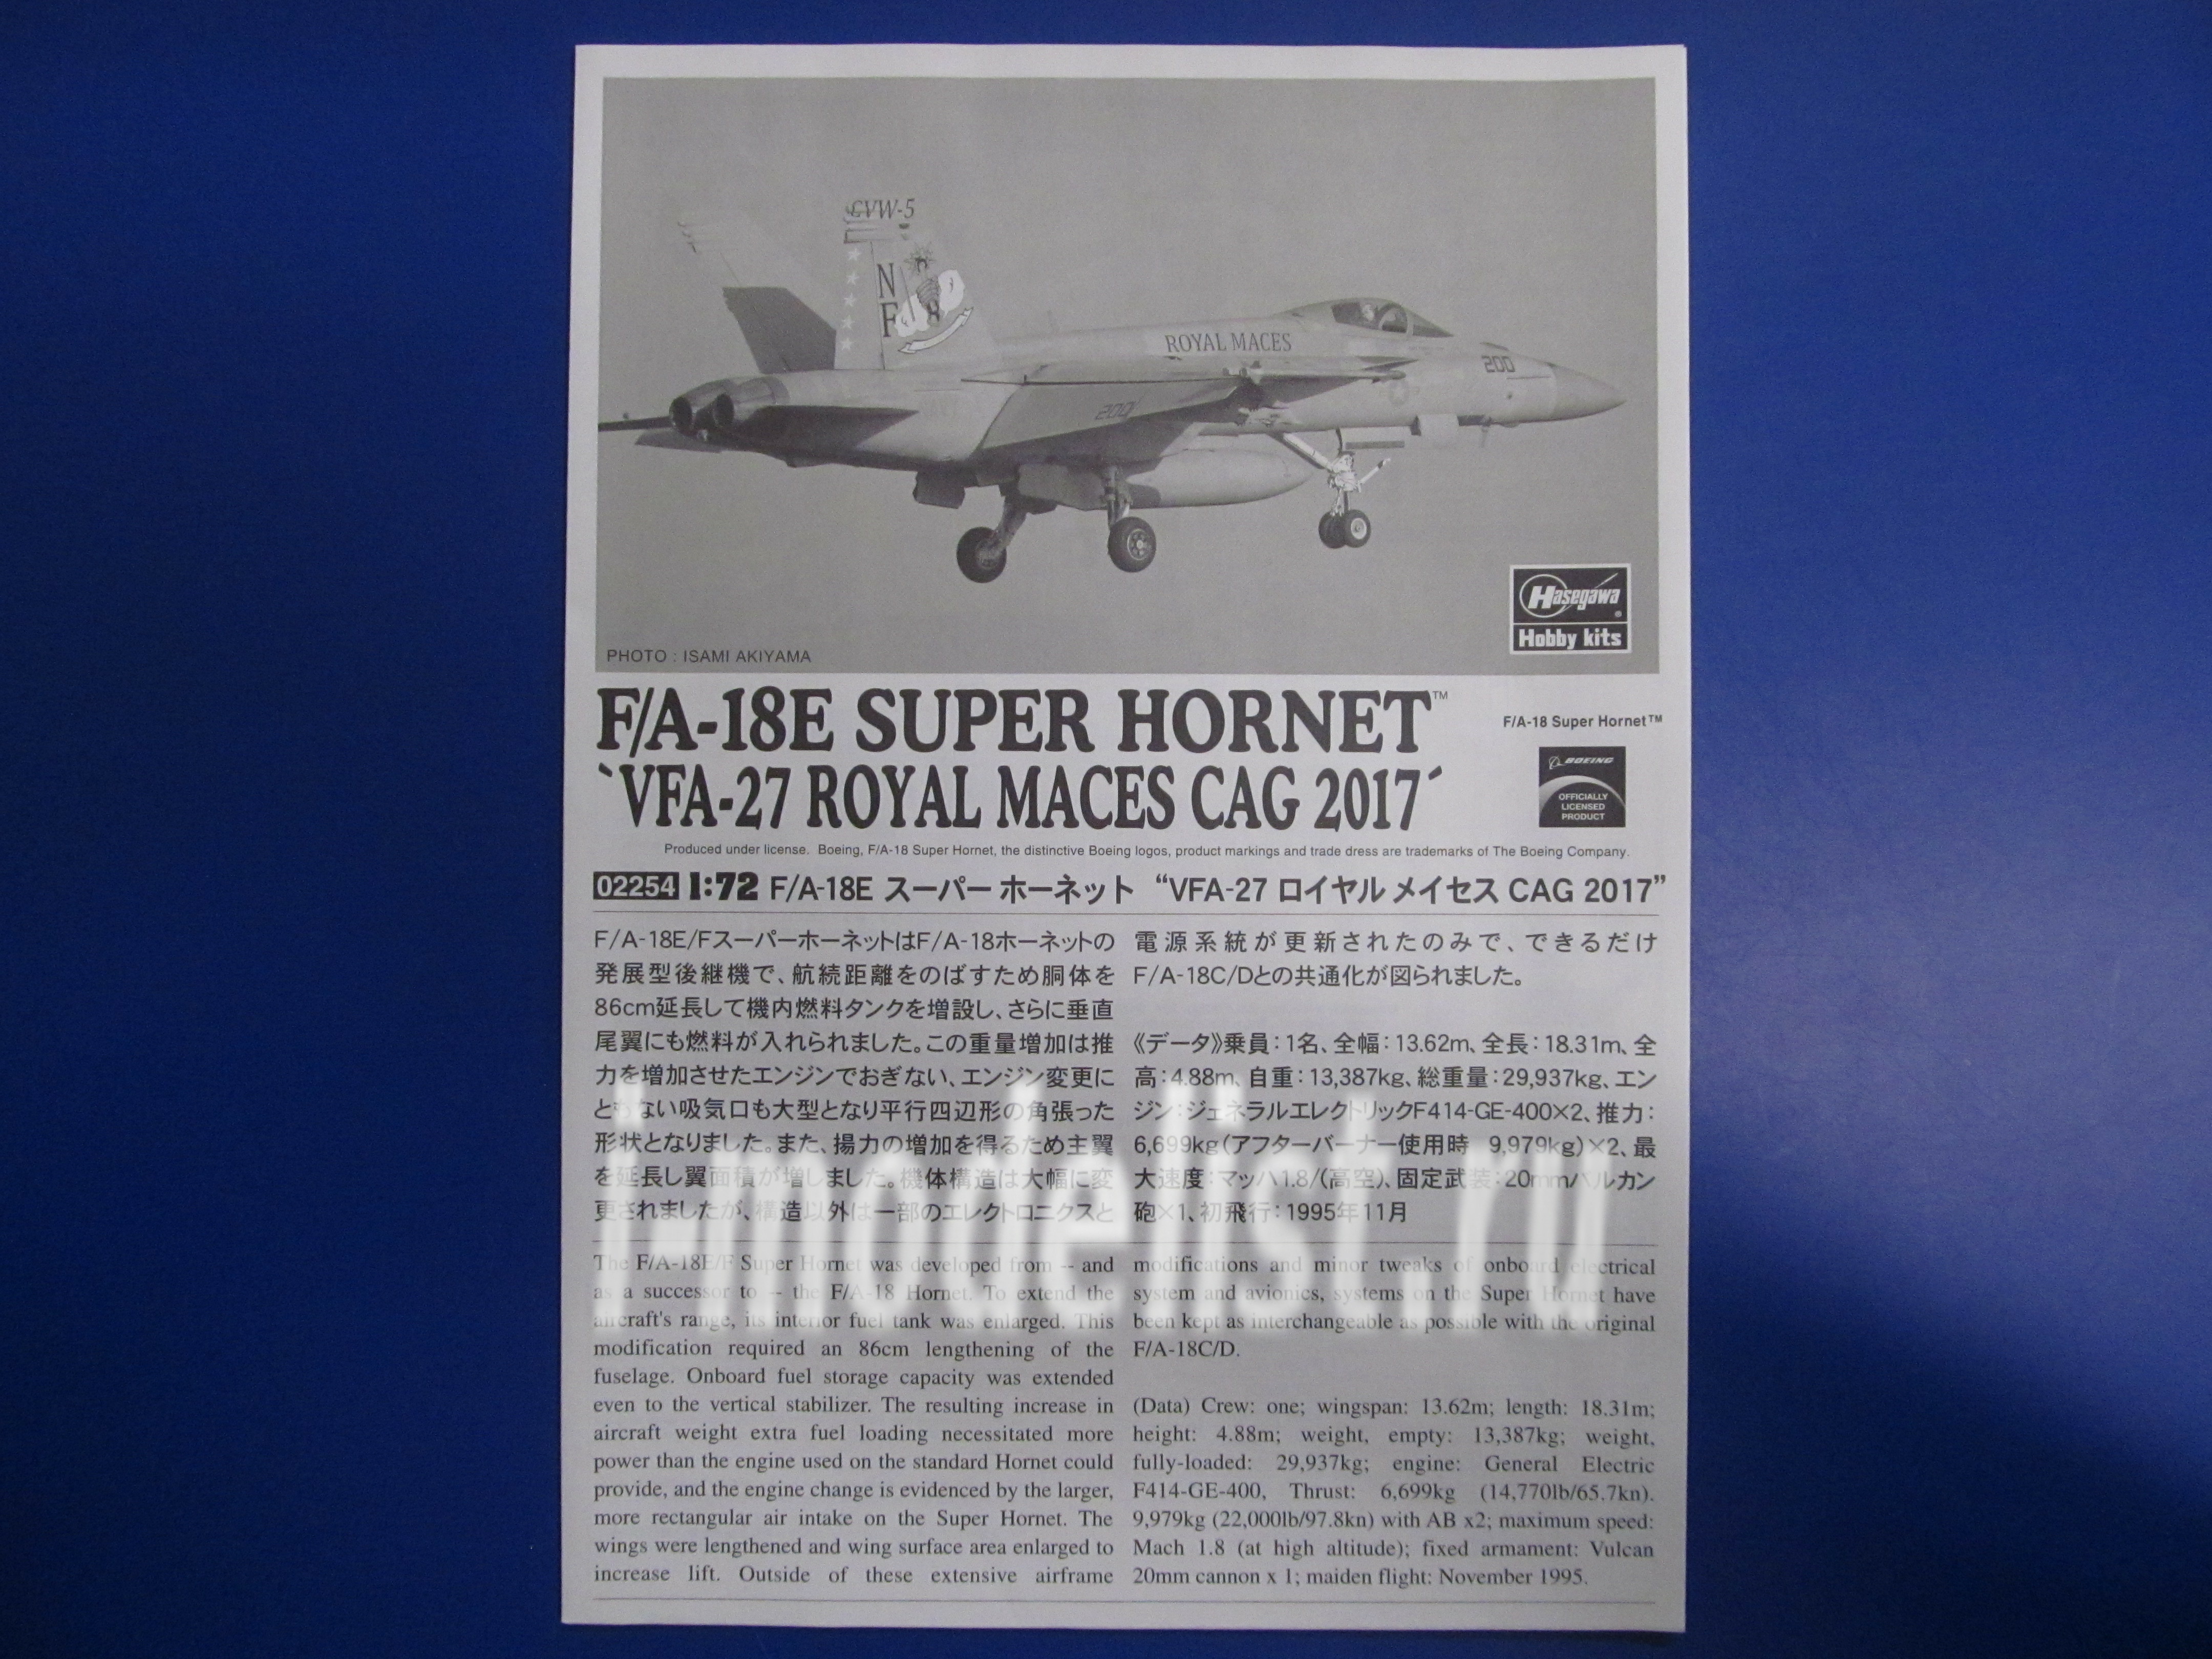 CVW-5
N
F
8
ROYAL MACES
200
200
Hasegawa
Hobby kits
PHOTO : ISAMI AKIYAMA
F/A-18E SUPER HORNET™
`VFA-27 ROYAL MACES CAG 2017´
F/A-18 Super Hornet™
BOEING
OFFICIALLY
LICENSED
PRODUCT
Produced under license. Boeing, F/A-18 Super Hornet, the distinctive Boeing logos, product markings and trade dress are trademarks of The Boeing Company.
02254 1:72 F/A-18E スーパー ホーネット “VFA-27 ロイヤル メイセス CAG 2017”
F/A-18E/FスーパーホーネットはF/A-18ホーネットの
発展型後継機で、航続距離をのばすため胴体を
86cm延長して機内燃料タンクを増設し、さらに垂直
尾翼にも燃料が入れられました。この重量増加は推
力を増加させたエンジンでおぎない、エンジン変更に
ともない吸気口も大型となり平行四辺形の角張った
形状となりました。また、揚力の増加を得るため主翼
を延長し翼面積が増しました。機体構造は大幅に変
更されましたが、構造以外は一部のエレクトロニクスと
電源系統が更新されたのみで、できるだけ
F/A-18C/Dとの共通化が図られました。
《データ》乗員：1名、全幅：13.62m、全長：18.31m、全
高：4.88m、自重：13,387kg、総重量：29,937kg、エン
ジン：ジェネラルエレクトリックF414-GE-400×2、推力：
6,699kg（アフターバーナー使用時 9,979kg）×2、最
大速度：マッハ1.8/（高空）、固定武装：20mmバルカン
砲×1、初飛行：1995年11月
The F/A-18E/F Super Hornet was developed from -- and
as a successor to -- the F/A-18 Hornet. To extend the
aircraft's range, its interior fuel tank was enlarged. This
modification required an 86cm lengthening of the
fuselage. Onboard fuel storage capacity was extended
even to the vertical stabilizer. The resulting increase in
aircraft weight extra fuel loading necessitated more
power than the engine used on the standard Hornet could
provide, and the engine change is evidenced by the larger,
more rectangular air intake on the Super Hornet. The
wings were lengthened and wing surface area enlarged to
increase lift. Outside of these extensive airframe
modifications and minor tweaks of onboard electrical
system and avionics, systems on the Super Hornet have
been kept as interchangeable as possible with the original
F/A-18C/D.
(Data) Crew: one; wingspan: 13.62m; length: 18.31m;
height: 4.88m; weight, empty: 13,387kg; weight,
fully-loaded: 29,937kg; engine: General Electric
F414-GE-400, Thrust: 6,699kg (14,770lb/65.7kn).
9,979kg (22,000lb/97.8kn) with AB x2; maximum speed:
Mach 1.8 (at high altitude); fixed armament: Vulcan
20mm cannon x 1; maiden flight: November 1995.
i-modelist.ru